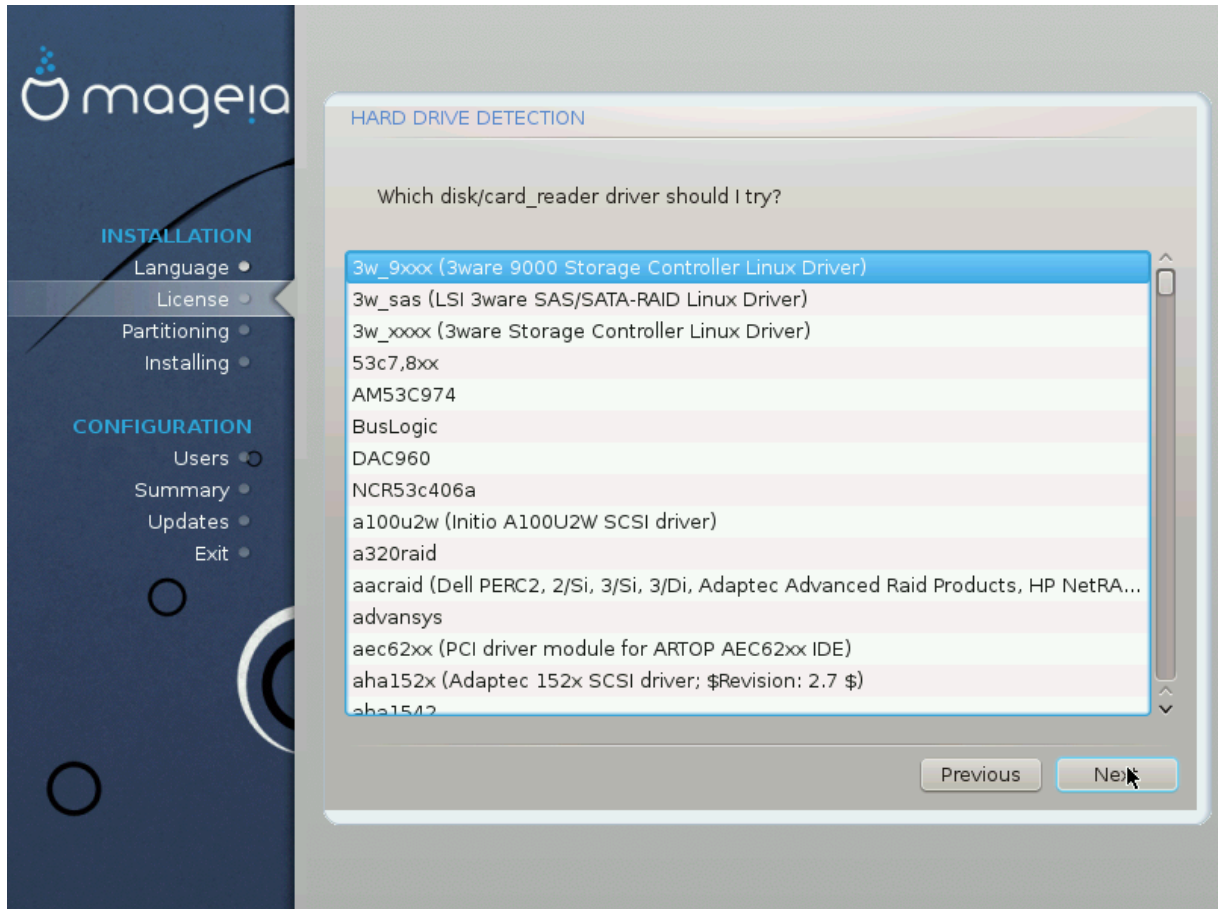 mageia
INSTALLATION
Language
License
Partitioning
Installing
CONFIGURATION
Users
Summary
Updates
Exit
HARD DRIVE DETECTION
Which disk/card_reader driver should I try?
3w_9xxx (3ware 9000 Storage Controller Linux Driver)
3w_sas (LSI 3ware SAS/SATA-RAID Linux Driver)
3w_xxxx (3ware Storage Controller Linux Driver)
53c7,8xx
AM53C974
BusLogic
DAC960
NCR53c406a
a100u2w (Initio A100U2W SCSI driver)
a320raid
aacraid (Dell PERC2, 2/Si, 3/Si, 3/Di, Adaptec Advanced Raid Products, HP NetRA...
advansys
aec62xx (PCI driver module for ARTOP AEC62xx IDE)
aha152x (Adaptec 152x SCSI driver; $Revision: 2.7 $)
aha1542
Previous
Next